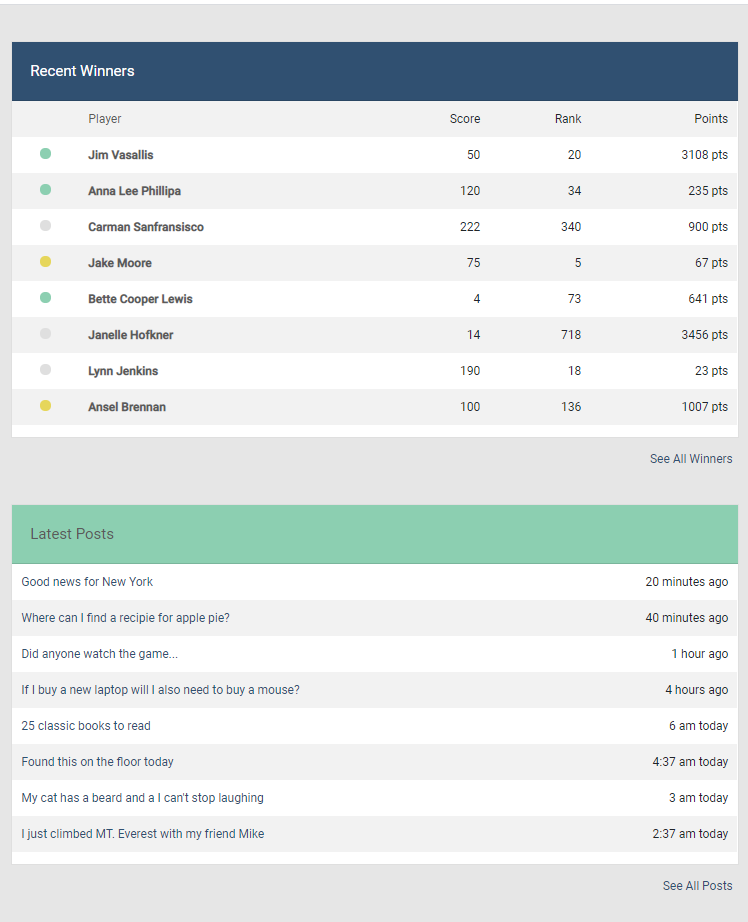 Recent Winners
Player Score Rank Points
Jim Vasallis 50 20 3108 pts
Anna Lee Phillipa 120 34 235 pts
Carman Sanfransisco 222 340 900 pts
Jake Moore 75 5 67 pts
Bette Cooper Lewis 4 73 641 pts
Janelle Hofkner 14 718 3456 pts
Lynn Jenkins 190 18 23 pts
Ansel Brennan 100 136 1007 pts
See All Winners
Latest Posts
Good news for New York 20 minutes ago
Where can I find a recipie for apple pie? 40 minutes ago
Did anyone watch the game... 1 hour ago
If I buy a new laptop will I also need to buy a mouse? 4 hours ago
25 classic books to read 6 am today
Found this on the floor today 4:37 am today
My cat has a beard and a I can't stop laughing 3 am today
I just climbed MT. Everest with my friend Mike 2:37 am today
See All Posts